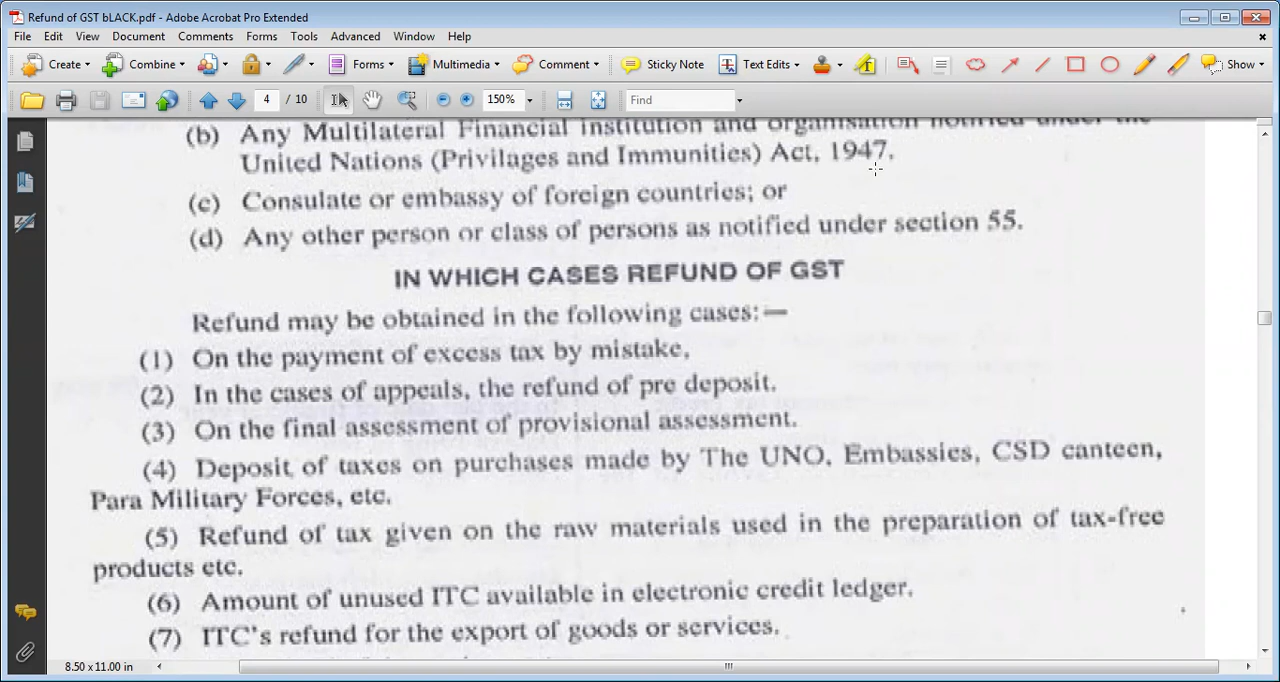 Refund of GST bLACK.pdf - Adobe Acrobat Pro Extended
File Edit View Document Comments Forms Tools Advanced Window Help
Create Combine Forms Multimedia Comment Sticky Note Text Edits Show
4 / 10 150% Find
(b) Any Multilateral Financial Institution and organisation notified under the
United Nations (Privilages and Immunities) Act, 1947.
(c) Consulate or embassy of foreign countries; or
(d) Any other person or class of persons as notified under section 55.
IN WHICH CASES REFUND OF GST
Refund may be obtained in the following cases:—
(1) On the payment of excess tax by mistake,
(2) In the cases of appeals, the refund of pre deposit.
(3) On the final assessment of provisional assessment.
(4) Deposit of taxes on purchases made by The UNO, Embassies, CSD canteen,
Para Military Forces, etc.
(5) Refund of tax given on the raw materials used in the preparation of tax-free
products etc.
(6) Amount of unused ITC available in electronic credit ledger.
(7) ITC's refund for the export of goods or services.
8.50 x 11.00 in